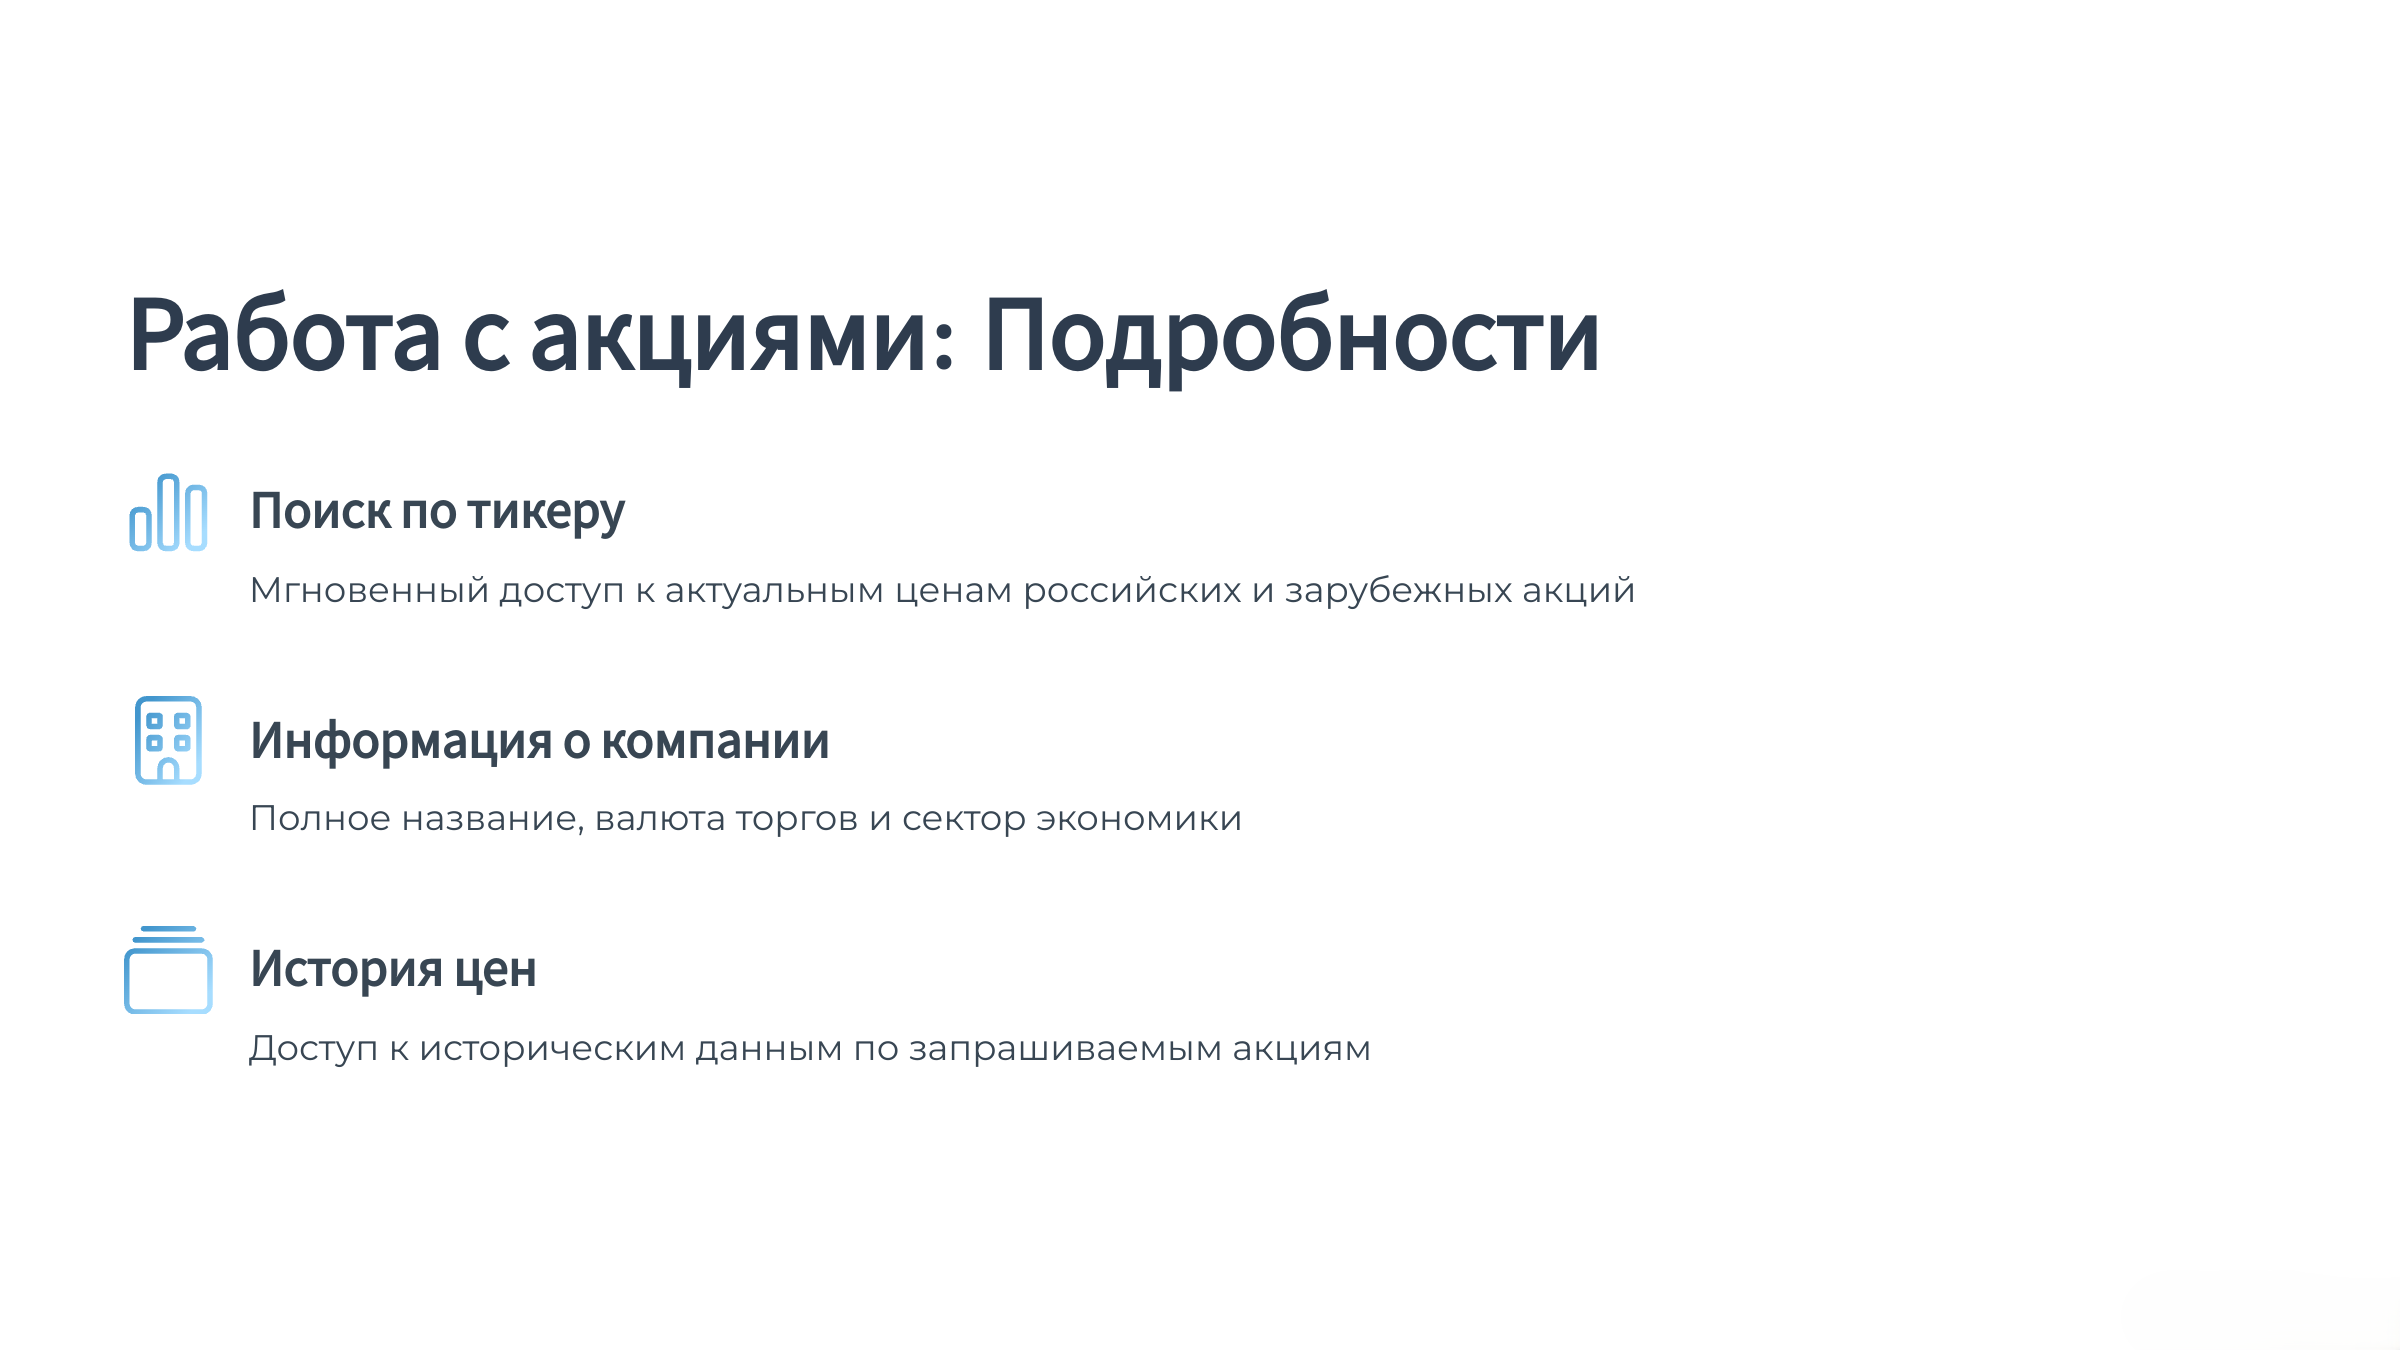 Работа с акциями: Подробности
Поиск по тикеру
Мгновенный доступ к актуальным ценам российских и зарубежных акций
Информация о компании
Полное название, валюта торгов и сектор экономики
История цен
Доступ к историческим данным по запрашиваемым акциям